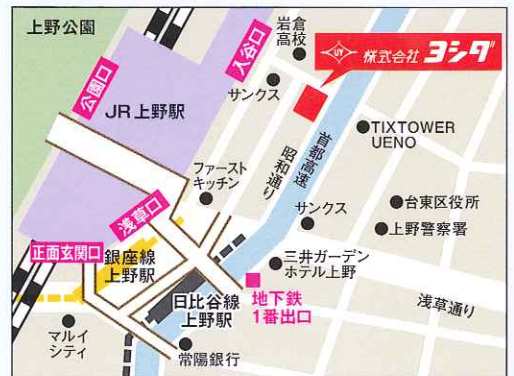 上野公園
岩倉
高校
入谷口
UY 株式会社 ヨシダ
公園口
サンクス
JR上野駅
TIXTOWER
UENO
首都高速
昭和通り
ファースト
キッチン
台東区役所
浅草口
サンクス
上野警察署
正面玄関口
銀座線
上野駅
三井ガーデン
ホテル上野
日比谷線
上野駅
地下鉄
1番出口
浅草通り
マルイ
シティ
常陽銀行